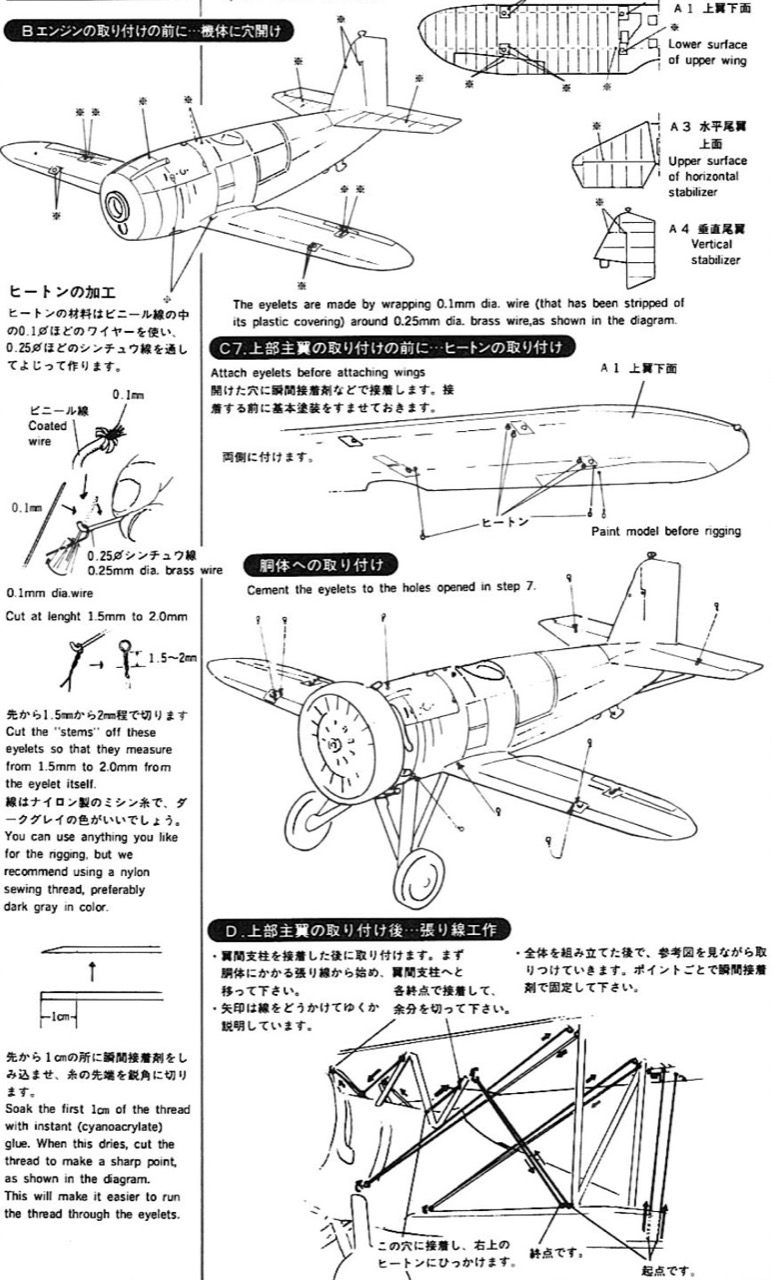 B エンジンの取り付けの前に…機体に穴開け
※
※
※
※
※
※
※※
※
※※
※
※
A1 上翼下面
※
Lower surface
of upper wing
※
※
※
A3 水平尾翼
上面
Upper surface
of horizontal
stabilizer
※
A4 垂直尾翼
Vertical
stabilizer
※
The eyelets are made by wrapping 0.1mm dia. wire (that has been stripped of
its plastic covering) around 0.25mm dia. brass wire,as shown in the diagram.
ヒートンの加工
ヒートンの材料はビニール線の中
の0.1∅ほどのワイヤーを使い、
0.25∅ほどのシンチュウ線を通し
てよじって作ります。
0.1mm
ビニール線
Coated
wire
0.1mm
0.25∅シンチュウ線
0.25mm dia. brass wire
0.1mm dia.wire
Cut at lenght 1.5mm to 2.0mm
1.5〜2mm
先から1.5mmから2mm程で切ります
Cut the "stems" off these
eyelets so that they measure
from 1.5mm to 2.0mm from
the eyelet itself.
線はナイロン製のミシン糸で、ダ
ークグレイの色がいいでしょう。
You can use anything you like
for the rigging, but we
recommend using a nylon
sewing thread, preferably
dark gray in color.
1cm
先から1cmの所に瞬間接着剤をし
み込ませ、糸の先端を鋭角に切り
ます。
Soak the first 1cm of the thread
with instant (cyanoacrylate)
glue. When this dries, cut the
thread to make a sharp point,
as shown in the diagram.
This will make it easier to run
the thread through the eyelets.
C7.上部主翼の取り付けの前に…ヒートンの取り付け
Attach eyelets before attaching wings
開けた穴に瞬間接着剤などで接着します。接
着する前に基本塗装をすませておきます。
A1 上翼下面
両側に付けます。
ヒートン
Paint model before rigging
胴体への取り付け
Cement the eyelets to the holes opened in step 7.
D.上部主翼の取り付け後…張り線工作
・翼間支柱を接着した後に取り付けます。まず
胴体にかかる張り線から始め、翼間支柱へと
移って下さい。
各終点で接着して、
余分を切って下さい。
・矢印は線をどうかけてゆくか
説明しています。
・全体を組み立てた後で、参考図を見ながら取
りつけていきます。ポイントごとで瞬間接着
剤で固定して下さい。
この穴に接着し、右上の
ヒートンにひっかけます。
終点です。
起点です。